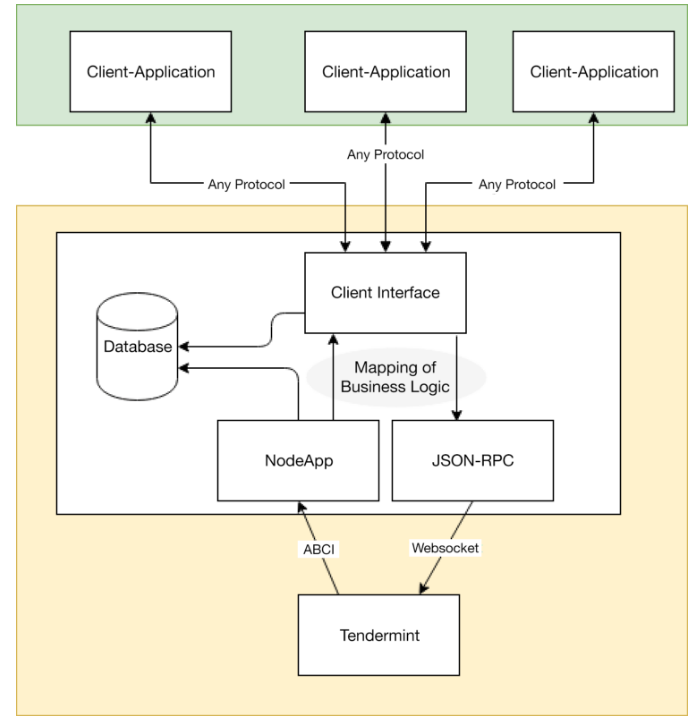 Client-Application
Client-Application
Client-Application
Any Protocol
Any Protocol
Any Protocol
Client Interface
Database
Mapping of
Business Logic
NodeApp
JSON-RPC
ABCI
Websocket
Tendermint